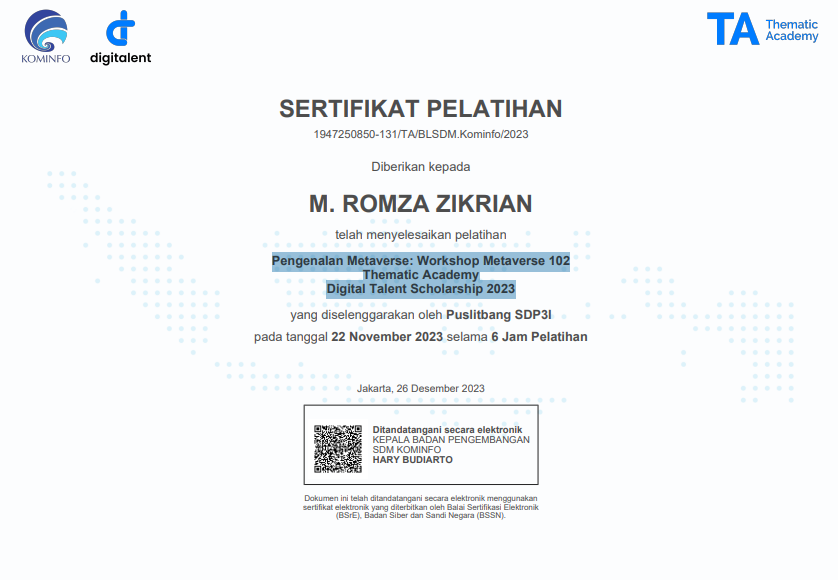 KOMINFO
digitalent
TA Thematic
Academy
SERTIFIKAT PELATIHAN
1947250850-131/TA/BLSDM.Kominfo/2023
Diberikan kepada
M. ROMZA ZIKRIAN
telah menyelesaikan pelatihan
Pengenalan Metaverse: Workshop Metaverse 102
Thematic Academy
Digital Talent Scholarship 2023
yang diselenggarakan oleh Puslitbang SDP3I
pada tanggal 22 November 2023 selama 6 Jam Pelatihan
Jakarta, 26 Desember 2023
Ditandatangani secara elektronik
KEPALA BADAN PENGEMBANGAN
SDM KOMINFO
HARY BUDIARTO
Dokumen ini telah ditandatangani secara elektronik menggunakan
sertifikat elektronik yang diterbitkan oleh Balai Sertifikasi Elektronik
(BSrE), Badan Siber dan Sandi Negara (BSSN).